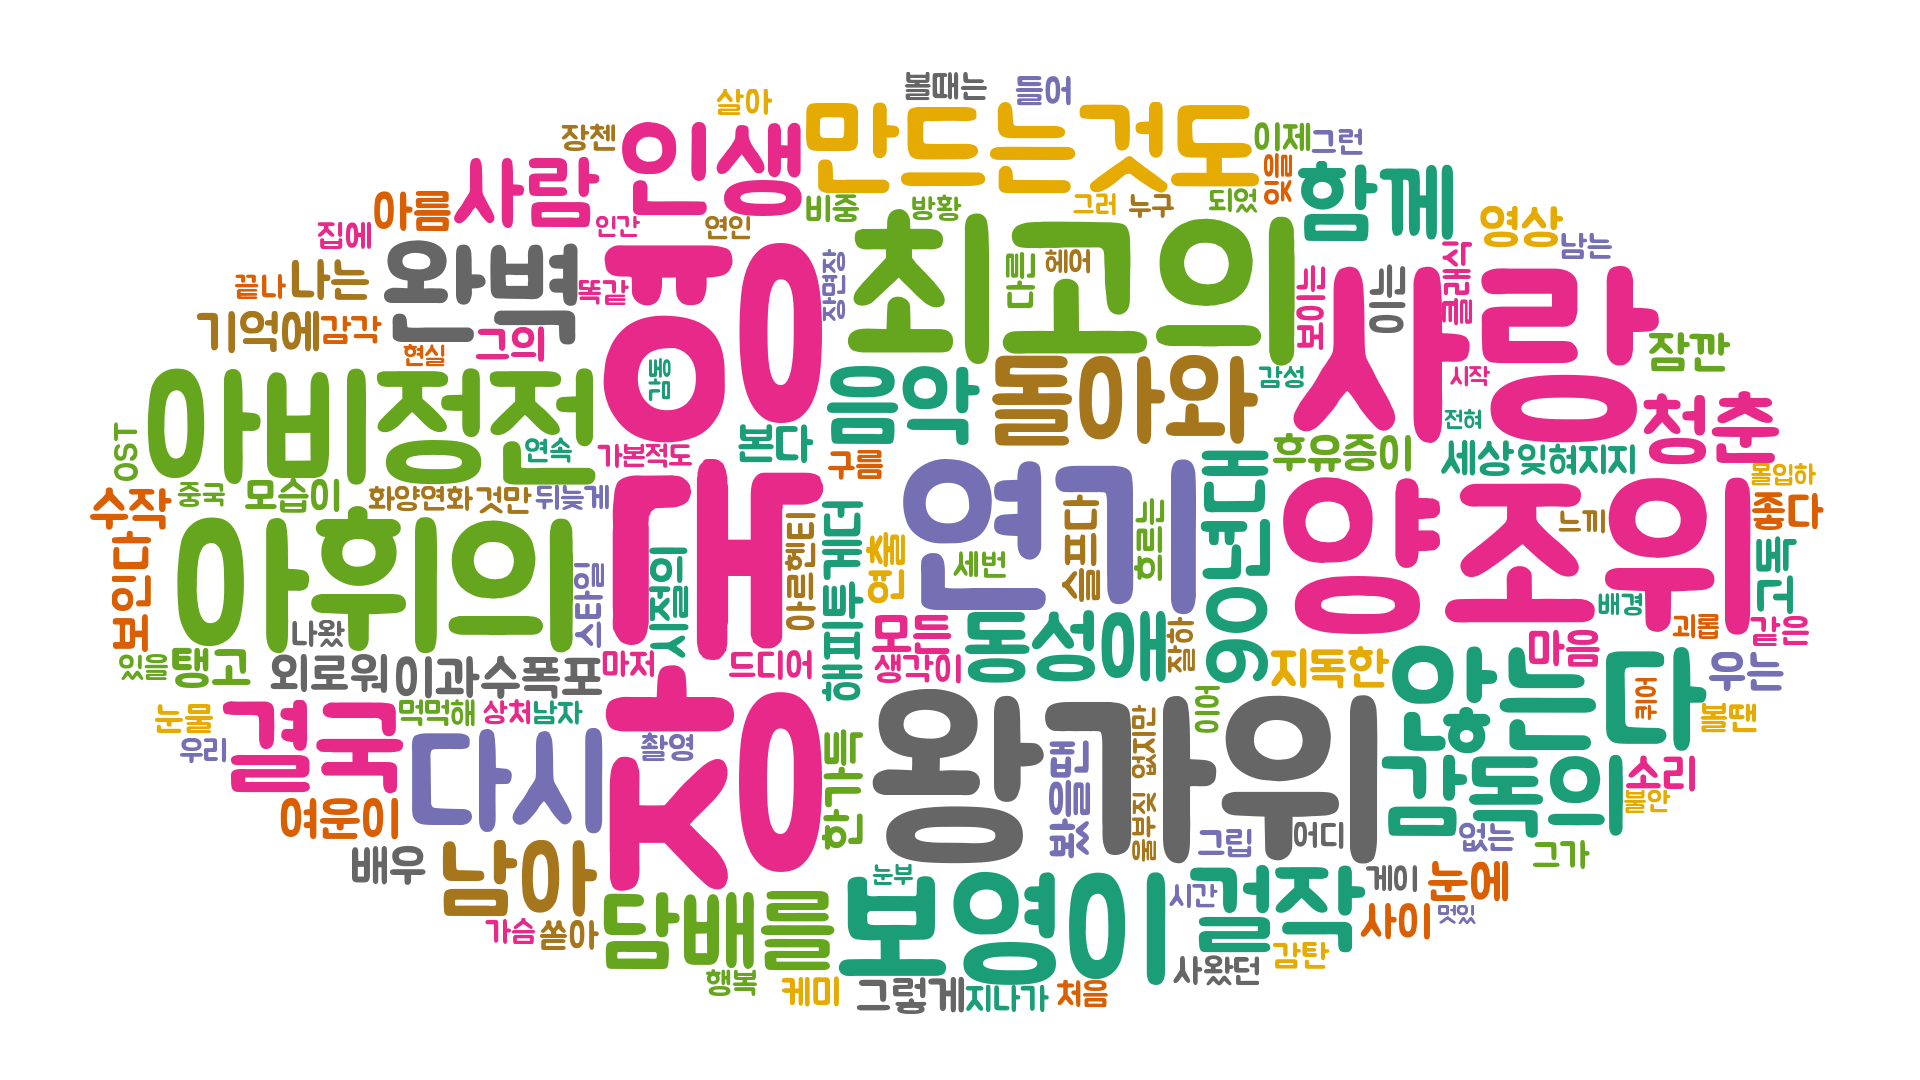 볼때는
들어
살아
만드는것도
장첸
인생
이제
그런
사람
함께
잊을
아름
비중
방황
그러
누구
되었
집에
인간
연인
최고의
영상
남는
완벽
장국영
다른
헤어
보이는
는
클래식
사랑
끝나
나는
똑같
장면장
기억에
감각
그의
현실
잠깐
감동
음악
돌아와
감성
시작
아비정전
청춘
전혀
OST
연속
가본적도
본다
구름
후유증이
세상
잊혀지지
몰입하
수작
중국
모습이
화양연화
것만
뒤늦게
연기
90년대
양조위
느끼
좋다
보인다
아휘의
스타일
시절의
아르헨티
해피투게더
연출
세번
슬픈다
흐르는
고독
배경
나왔
괴롭
같은
있을
탱고
외로워
이과수폭포
마저
드디어
모든
생각이
동성애
잘하
지독한
마음
우는
않는다
퀴어
눈물
결국
먹먹해
상처
남자
왕가위
이어
볼땐
우리
다시
촬영
한가득
봤을땐
울부짖
없지만
감독의
소리
불안
여운이
그립
어디
없는
그가
배우
남아
담배를
눈부
보영이
시간
걸작
게이
눈에
사이
멋있
가슴
쏟아
감탄
행복
케미
그렇게
지나가
처음
사왔던